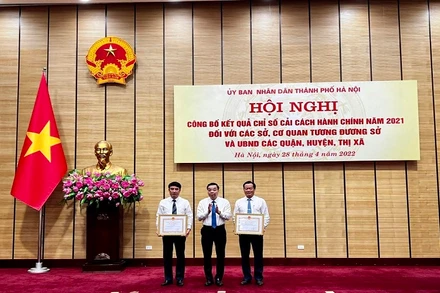 ỦY BAN NHÂN DÂN THÀNH PHỐ HÀ NỘI
HỘI NGHỊ
CÔNG BỐ KẾT QUẢ CHỈ SỐ CẢI CÁCH HÀNH CHÍNH NĂM 2021
ĐỐI VỚI CÁC SỞ, CƠ QUAN TƯƠNG ĐƯƠNG SỞ
VÀ UBND CÁC QUẬN, HUYỆN, THỊ XÃ
Hà Nội, ngày 28 tháng 4 năm 2022